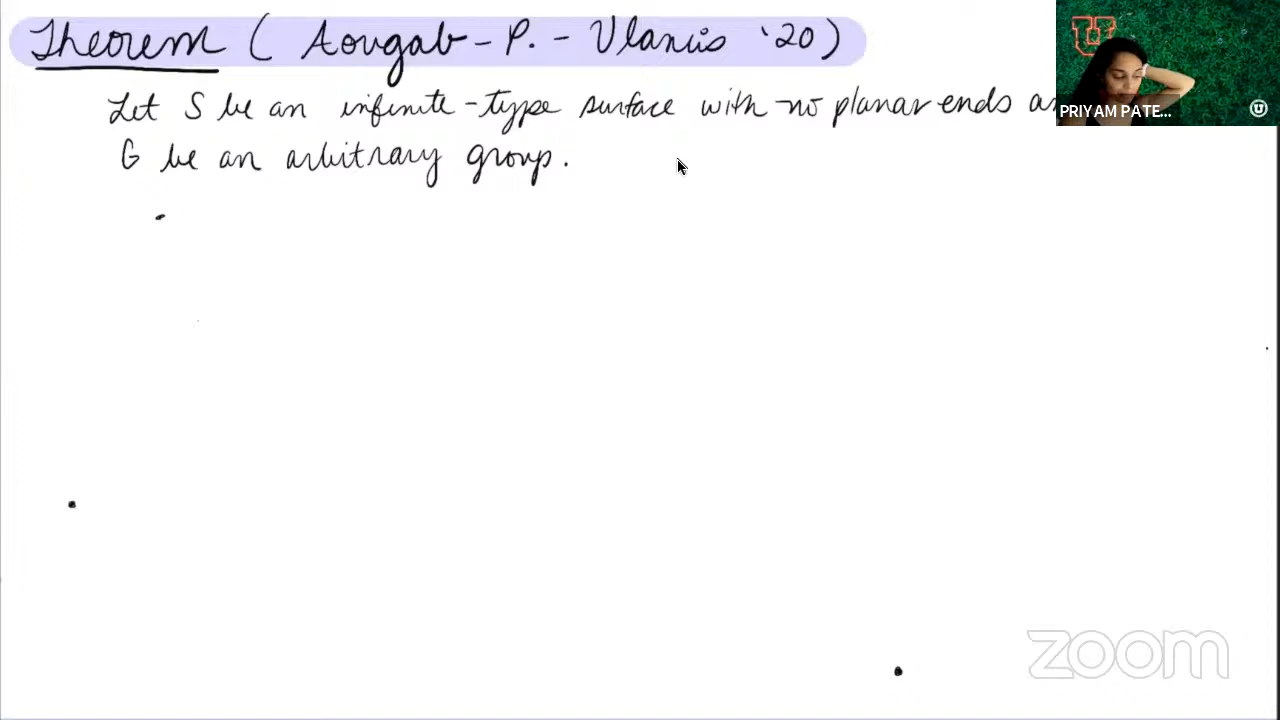 Theorem ( Aougab - P. - Vlamis '20 )
Let S be an infinite-type surface with no planar ends
G be an arbitrary group.
PRIYAM PATE...
zoom